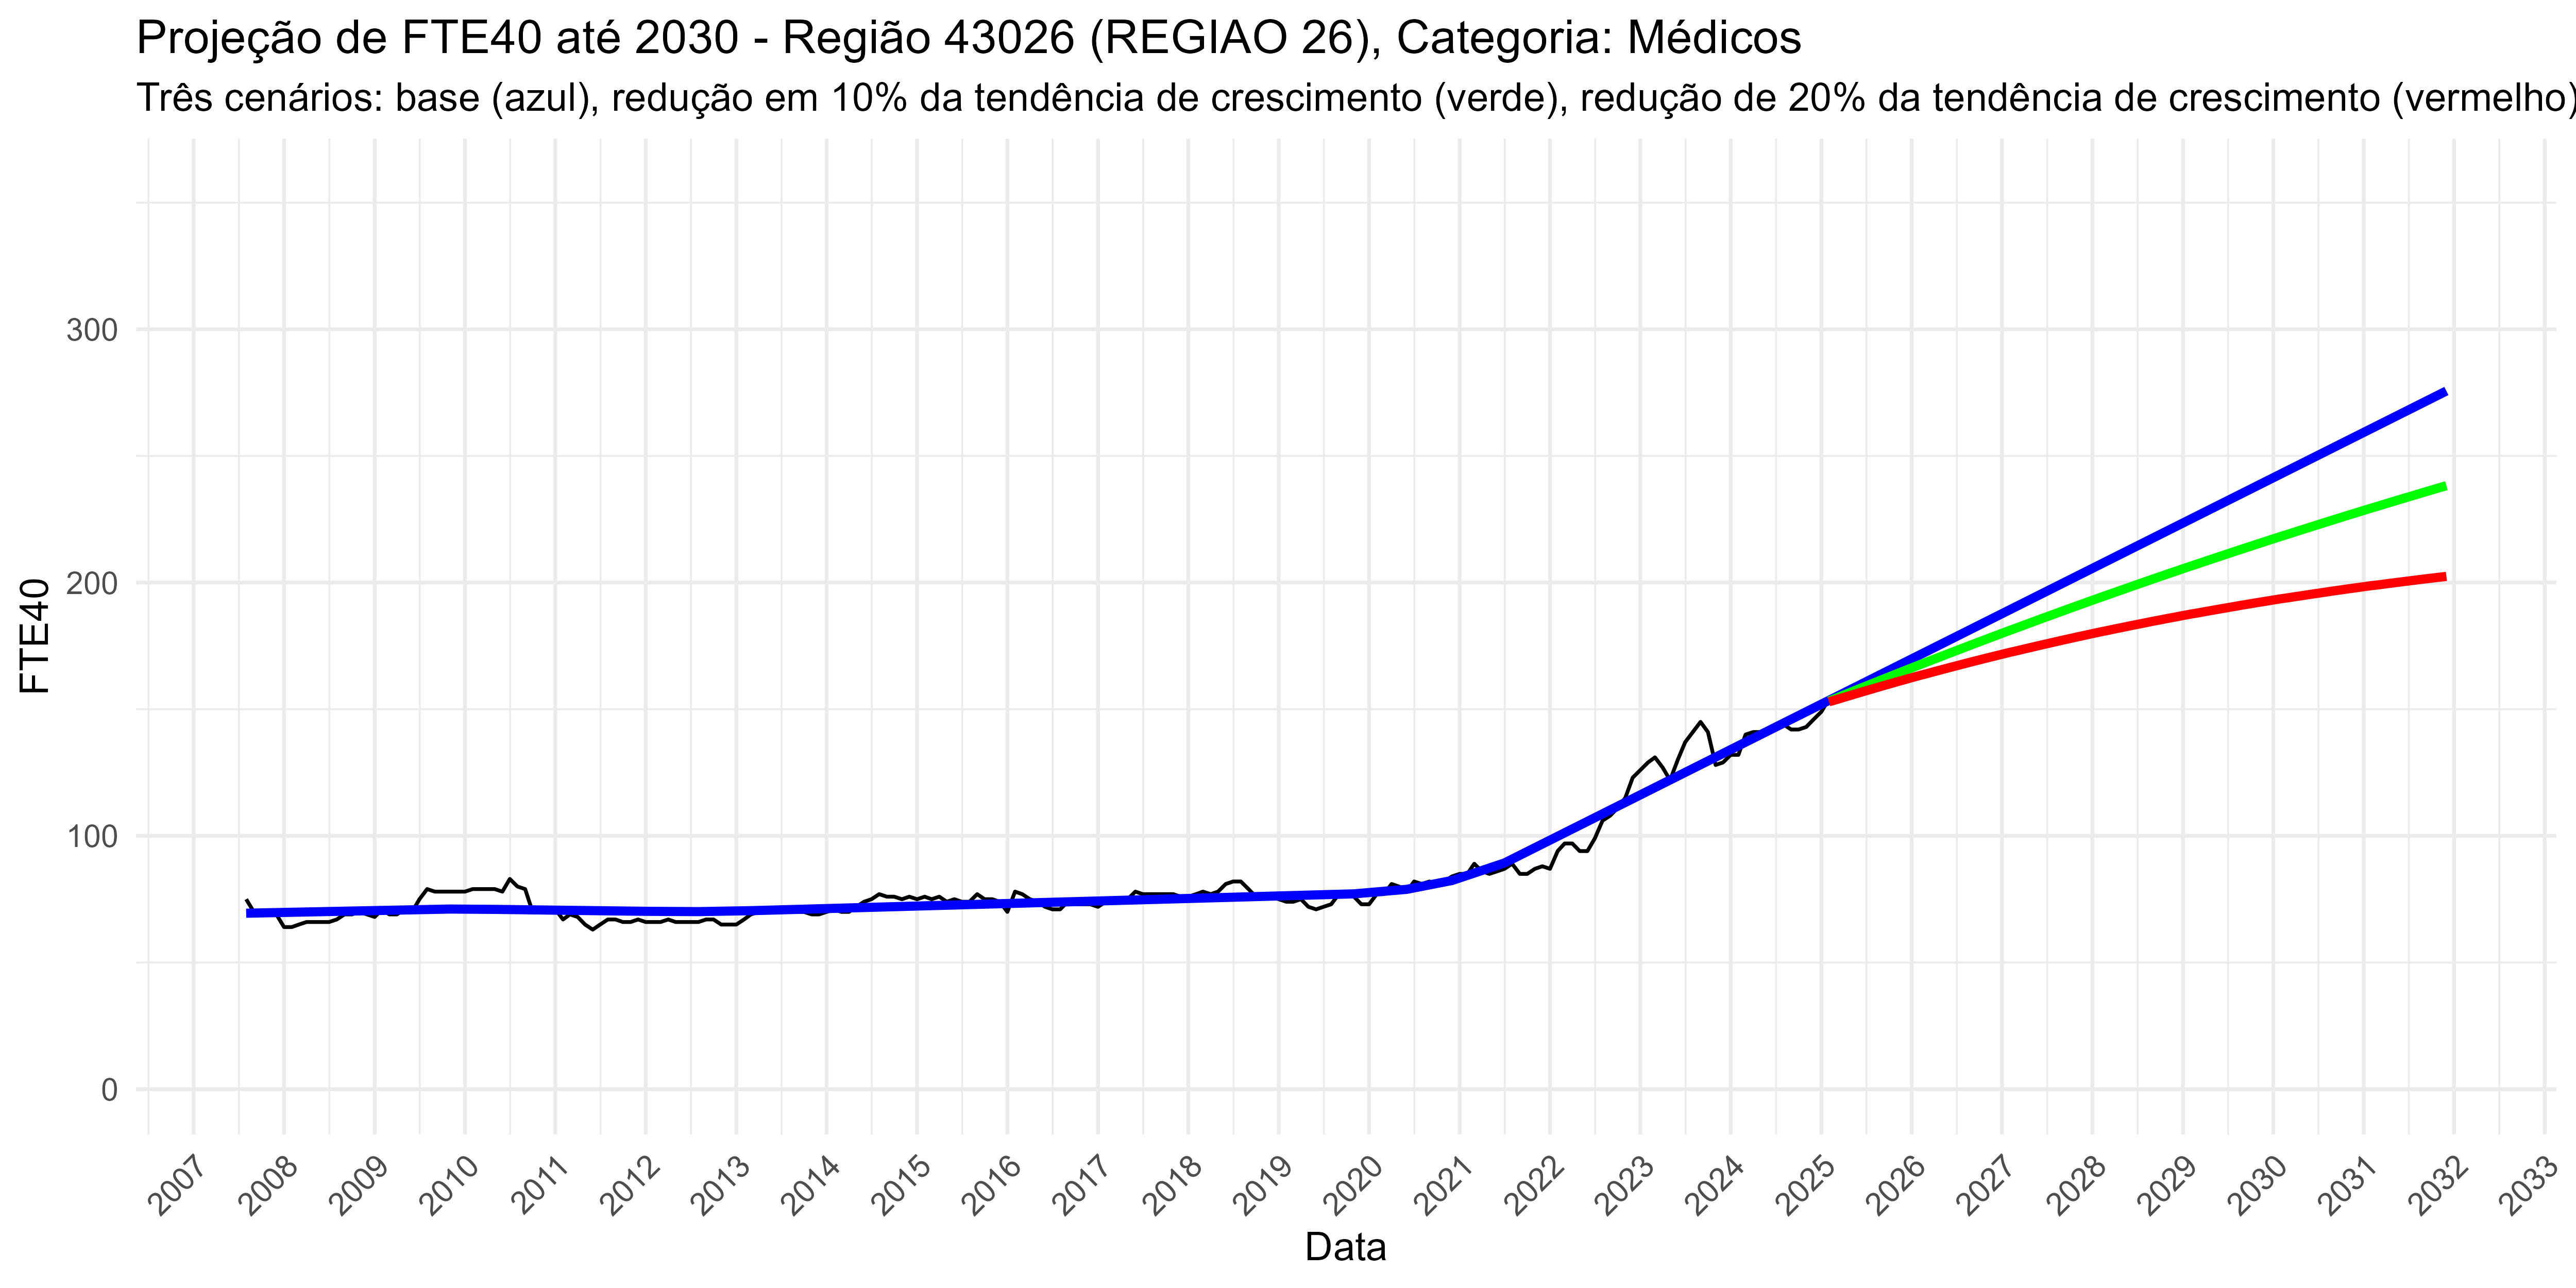 Projeção de FTE40 até 2030 - Região 43026 (REGIAO 26), Categoria: Médicos
Três cenários: base (azul), redução em 10% da tendência de crescimento (verde), redução de 20% da tendência de crescimento (vermelho)
300
200
100
0
FTE40
2007 2008 2009 2010 2011 2012 2013 2014 2015 2016 2017 2018 2019 2020 2021 2022 2023 2024 2025 2026 2027 2028 2029 2030 2031 2032 2033
Data